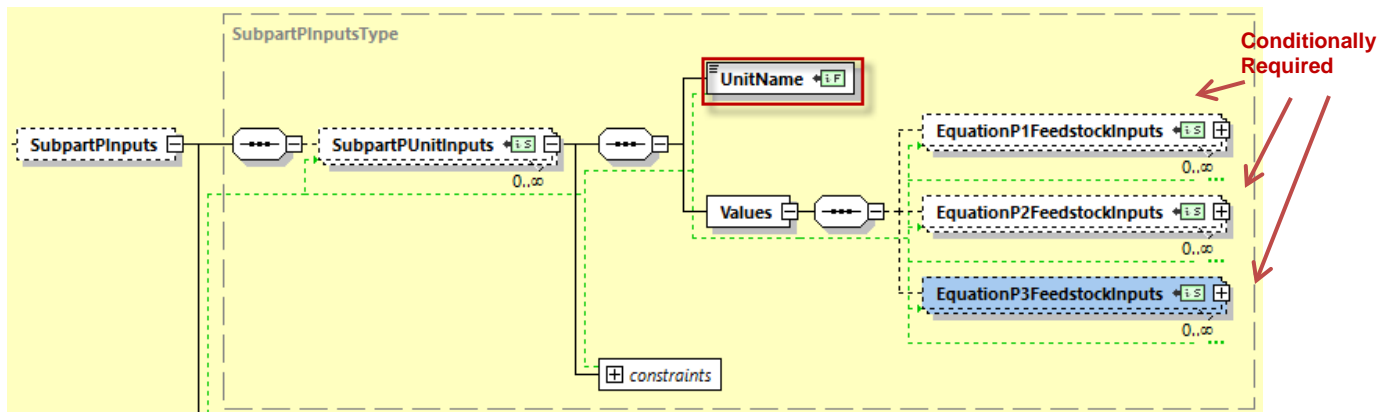 SubpartPInputsType
Conditionally
Required
UnitName
i F
EquationP1FeedstockInputs
i S
0..∞
SubpartPInputs
SubpartPUnitInputs
i S
0..∞
EquationP2FeedstockInputs
i S
0..∞
Values
EquationP3FeedstockInputs
i S
0..∞
constraints